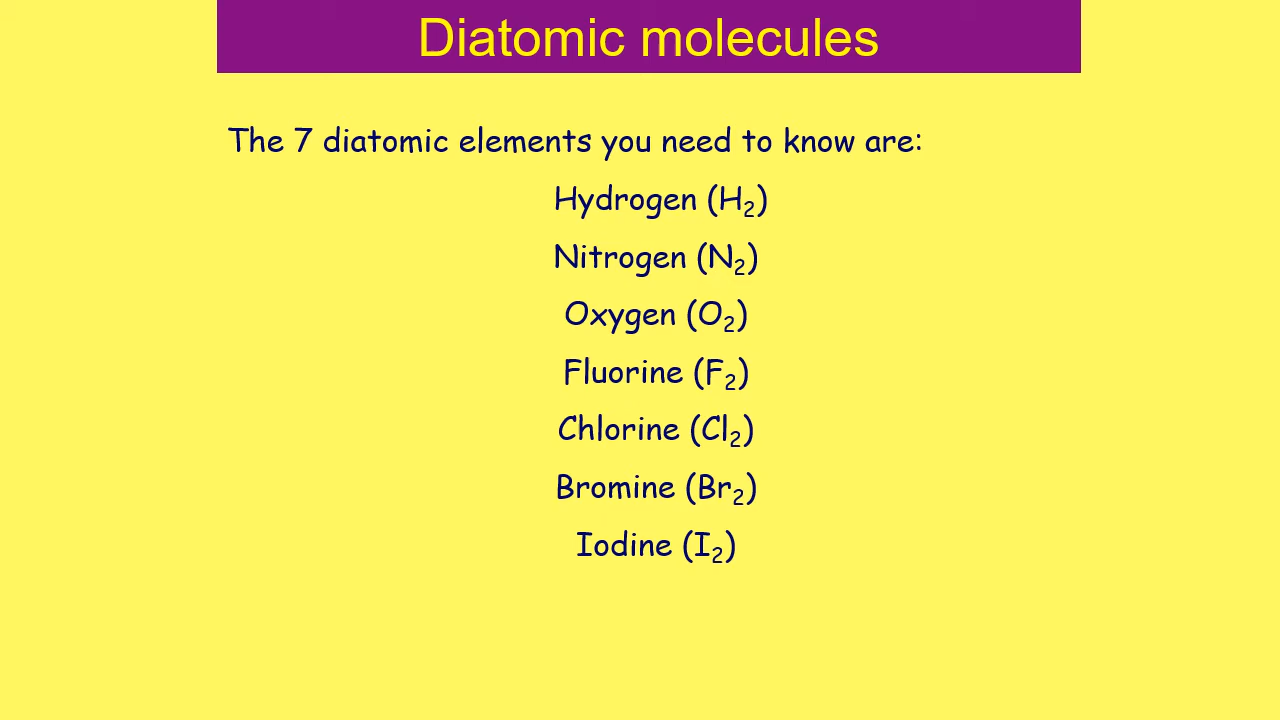 Diatomic molecules
The 7 diatomic elements you need to know are:
Hydrogen (H₂)
Nitrogen (N₂)
Oxygen (O₂)
Fluorine (F₂)
Chlorine (Cl₂)
Bromine (Br₂)
Iodine (I₂)